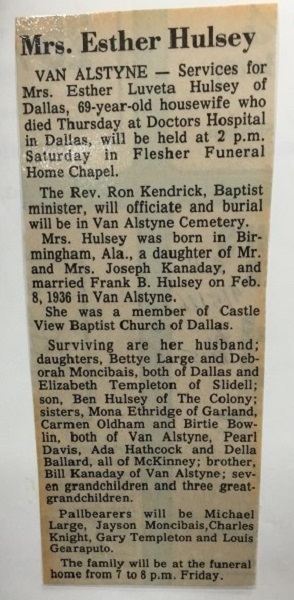 Mrs. Esther Hulsey
VAN ALSTYNE — Services for
Mrs. Esther Luveta Hulsey of
Dallas, 69-year-old housewife who
died Thursday at Doctors Hospital
in Dallas, will be held at 2 p.m.
Saturday in Flesher Funeral
Home Chapel.
The Rev. Ron Kendrick, Baptist
minister, will officiate and burial
will be in Van Alstyne Cemetery.
Mrs. Hulsey was born in Bir-
mingham, Ala., a daughter of Mr.
and Mrs. Joseph Kanaday, and
married Frank B. Hulsey on Feb.
8, 1936 in Van Alstyne.
She was a member of Castle
View Baptist Church of Dallas.
Surviving are her husband;
daughters, Bettye Large and Deb-
orah Moncibais, both of Dallas and
Elizabeth Templeton of Slidell;
son, Ben Hulsey of The Colony;
sisters, Mona Ethridge of Garland,
Carmen Oldham and Birtie Bow-
lin, both of Van Alstyne, Pearl
Davis, Ada Hathcock and Della
Ballard, all of McKinney; brother,
Bill Kanaday of Van Alstyne; sev-
en grandchildren and three great-
grandchildren.
Pallbearers will be Michael
Large, Jayson Moncibais,Charles
Knight, Gary Templeton and Louis
Gearaputo.
The family will be at the funeral
home from 7 to 8 p.m. Friday.